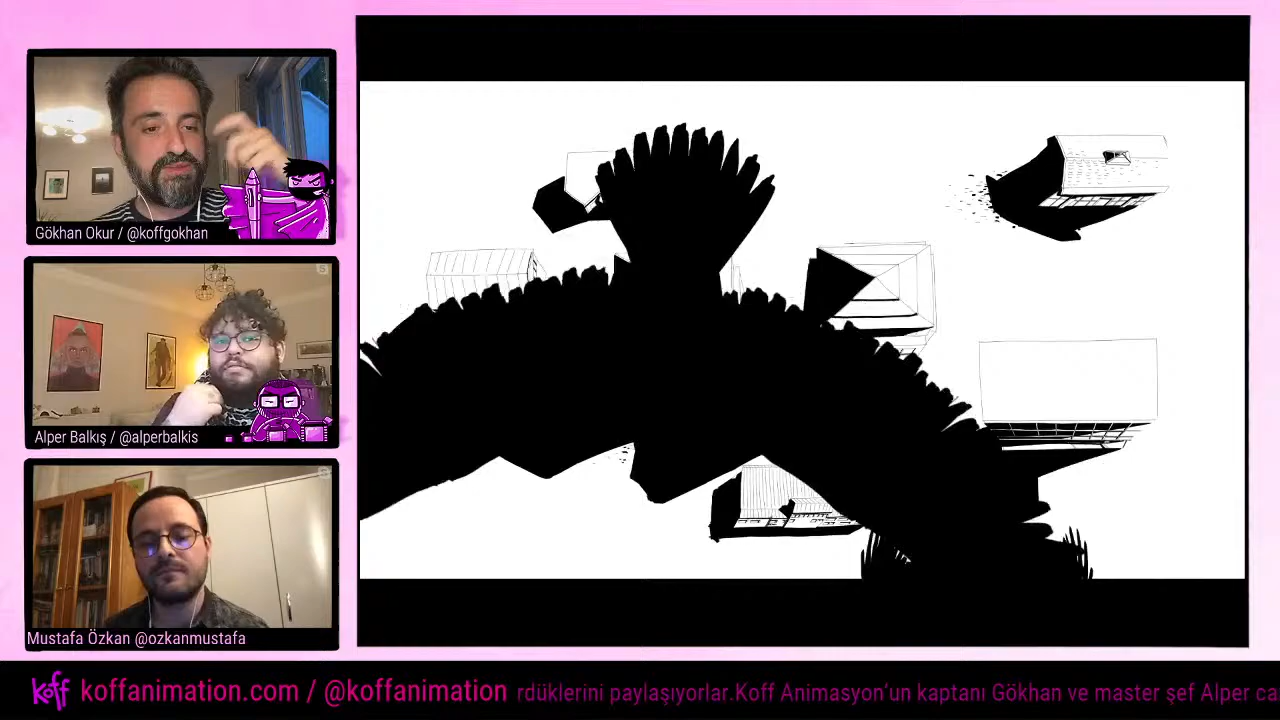 Gökhan Okur / @koffgokhan
Alper Balkış / @alperbalkis
Mustafa Özkan @ozkanmustafa
koff koffanimation.com / @koffanimation rdüklerini paylaşıyorlar.Koff Animasyon'un kaptanı Gökhan ve master şef Alper ca